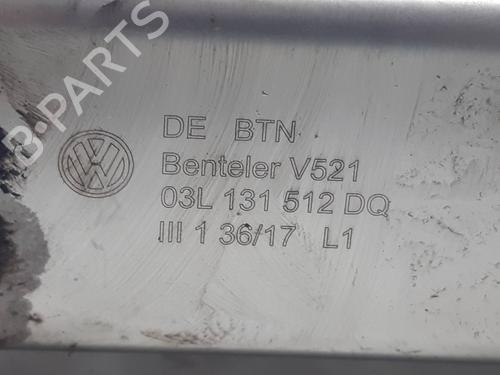 B-PARTS
DE BTN
Benteler V521
03L 131 512 DQ
III 1 36/17 L1